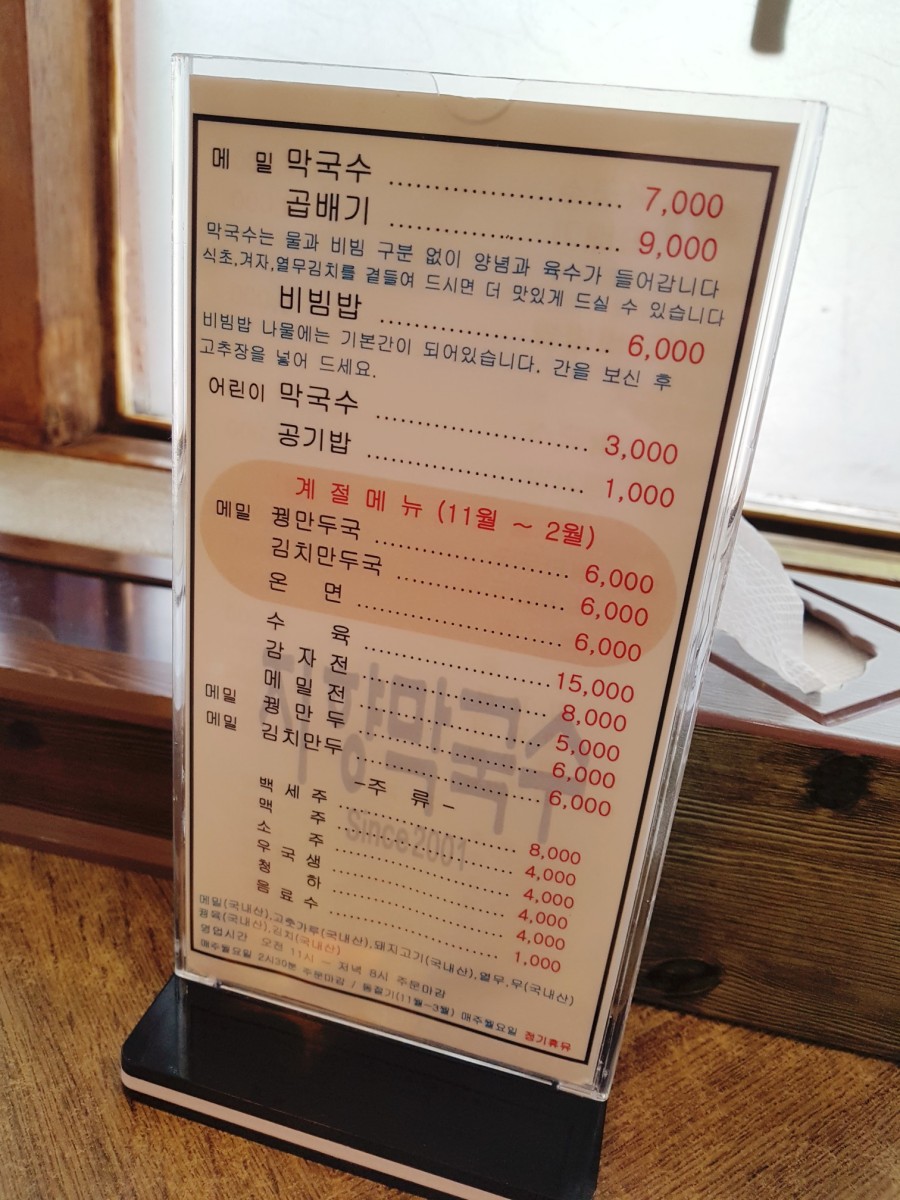 메 밀 막국수 ........................ 7,000
곱배기 ........................ 9,000
막국수는 물과 비빔 구분 없이 양념과 육수가 들어갑니다
식초,겨자,열무김치를 곁들여 드시면 더 맛있게 드실 수 있습니다
비빔밥 ........................ 6,000
비빔밥 나물에는 기본간이 되어있습니다. 간을 보신 후
고추장을 넣어 드세요.
어린이 막국수 ........................ 3,000
공기밥 ........................ 1,000
계 절 메 뉴 (11월 ~ 2월)
메밀 꿩만두국 ........................ 6,000
김치만두국 ........................ 6,000
온 면 ........................ 6,000
수 육 ........................ 15,000
감 자 전 ........................ 8,000
메 밀 전 ........................ 5,000
메밀 꿩 만 두 ........................ 6,000
메밀 김치만두 ........................ 6,000
-주 류-
백 세 주 ........................ 8,000
맥 주 ........................ 4,000
소 주 ........................ 4,000
우 국 생 ........................ 4,000
청 하 ........................ 4,000
음 료 수 ........................ 1,000
메밀(국내산),고춧가루(국내산),돼지고기(국내산),열무,무(국내산)
(국내산),김치(국내산)
영업시간 오전 11시 - 저녁 8시 주문마감
매주월요일 2시30분 주문마감 / 동절기(11월~3월) 매주월요일 정기휴무
막국수
since2001